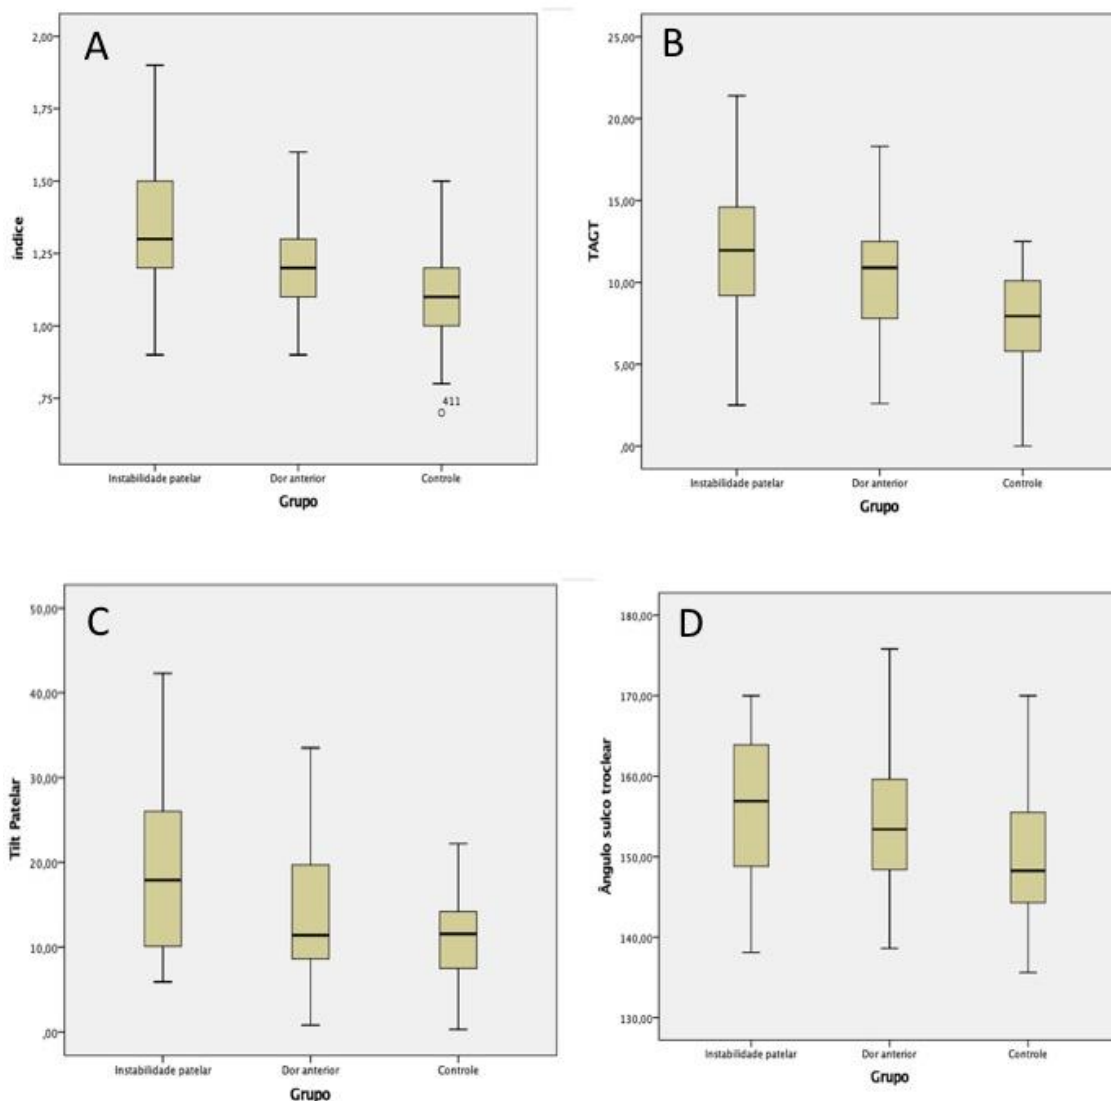 A
2,00
1,75
1,50
1,25
1,00
,75
índice
411
Instabilidade patelar
Dor anterior
Controle
Grupo
B
25,00
20,00
15,00
10,00
5,00
,00
TAGT
Instabilidade patelar
Dor anterior
Controle
Grupo
C
50,00
40,00
30,00
20,00
10,00
,00
Tilt Patelar
Instabilidade patelar
Dor anterior
Controle
Grupo
D
180,00
170,00
160,00
150,00
140,00
130,00
Ângulo sulco troclear
Instabilidade patelar
Dor anterior
Controle
Grupo